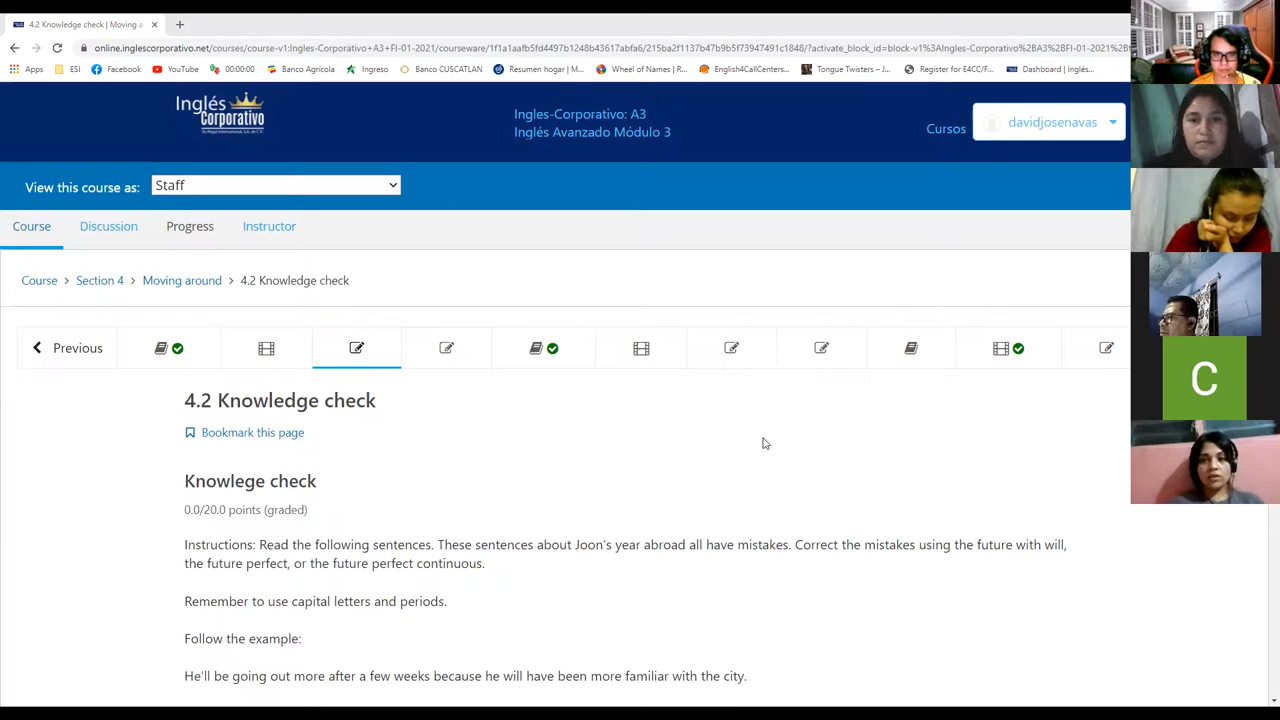 4.2 Knowledge check | Moving a
online.inglescorporativo.net/courses/course-v1:Ingles-Corporativo+A3+FI-01-2021/courseware/1f1a1aafb5fd4497b1248b43617abfa6/215ba2f1137b47b9b5f73947491c1848/?activate_block_id=block-v1%3AIngles-Corporativo%2BA3%2BFI-01-2021%
Apps ESI Facebook YouTube 00:00:00 Banco Agrícola Ingreso Banco CUSCATLAN... Resumen Hogar | M... Wheel of Names | R... English4CallCenters... Tongue Twisters – J... Register for E4CC/F... Dashboard | Inglés...
Inglés
Corporativo
Ingles-Corporativo: A3
Inglés Avanzado Módulo 3
Cursos
davidjosenavas
View this course as:
Staff
Course Discussion Progress Instructor
Course > Section 4 > Moving around > 4.2 Knowledge check
Previous
4.2 Knowledge check
Bookmark this page
Knowlege check
0.0/20.0 points (graded)
Instructions: Read the following sentences. These sentences about Joon's year abroad all have mistakes. Correct the mistakes using the future with will,
the future perfect, or the future perfect continuous.
Remember to use capital letters and periods.
Follow the example:
He'll be going out more after a few weeks because he will have been more familiar with the city.
C